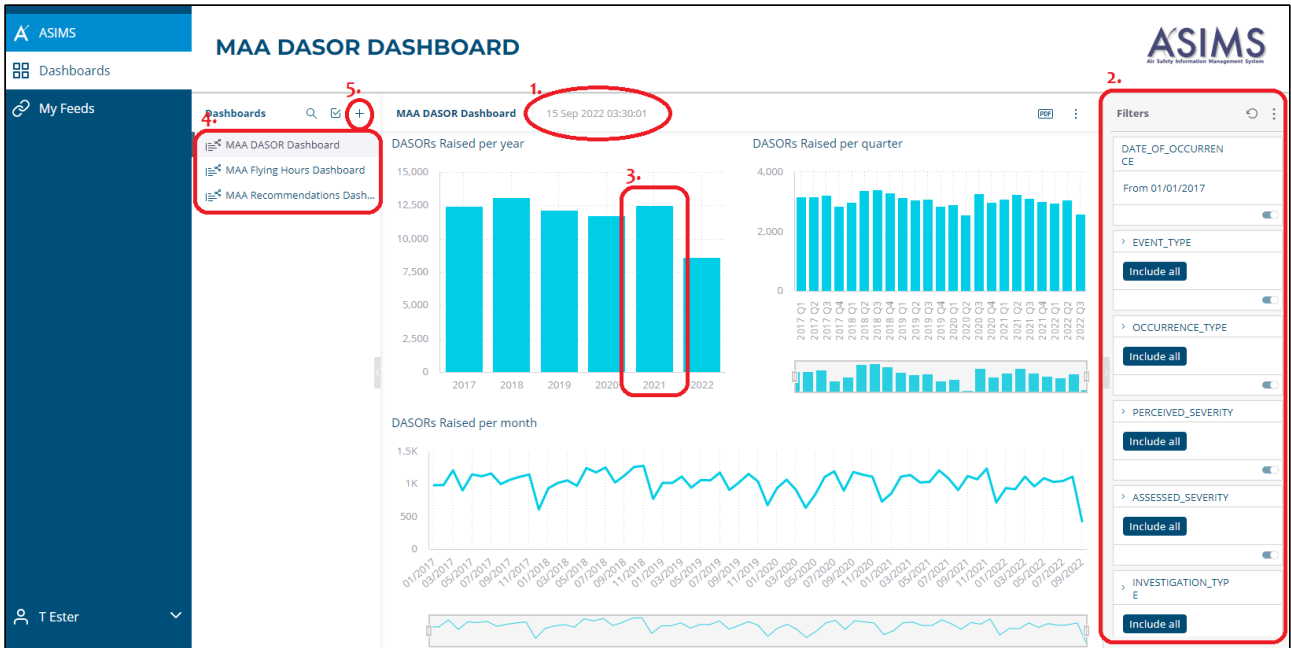 ASIMS
Dashboards
My Feeds
T Ester
MAA DASOR DASHBOARD
ASIMS
Air Safety Information Management System
5.
1.
2.
4.
3.
Dashboards
MAA DASOR Dashboard
MAA Flying Hours Dashboard
MAA Recommendations Dash...
MAA DASOR Dashboard
15 Sep 2022 03:30:01
PDF
DASORs Raised per year
15,000
12,500
10,000
7,500
5,000
2,500
0
2017 2018 2019 2020 2021 2022
DASORs Raised per quarter
4,000
2,000
0
2017 Q1
2017 Q2
2017 Q3
2017 Q4
2018 Q1
2018 Q2
2018 Q3
2018 Q4
2019 Q1
2019 Q2
2019 Q3
2019 Q4
2020 Q1
2020 Q2
2020 Q3
2020 Q4
2021 Q1
2021 Q2
2021 Q3
2021 Q4
2022 Q1
2022 Q2
2022 Q3
DASORs Raised per month
1.5K
1K
500
0
01/2017
03/2017
05/2017
07/2017
09/2017
11/2017
01/2018
03/2018
05/2018
07/2018
09/2018
11/2018
01/2019
03/2019
05/2019
07/2019
09/2019
11/2019
01/2020
03/2020
05/2020
07/2020
09/2020
11/2020
01/2021
03/2021
05/2021
07/2021
09/2021
11/2021
01/2022
03/2022
05/2022
07/2022
09/2022
Filters
DATE_OF_OCCURREN
CE
From 01/01/2017
EVENT_TYPE
Include all
OCCURRENCE_TYPE
Include all
PERCEIVED_SEVERITY
Include all
ASSESSED_SEVERITY
Include all
INVESTIGATION_TYP
E
Include all